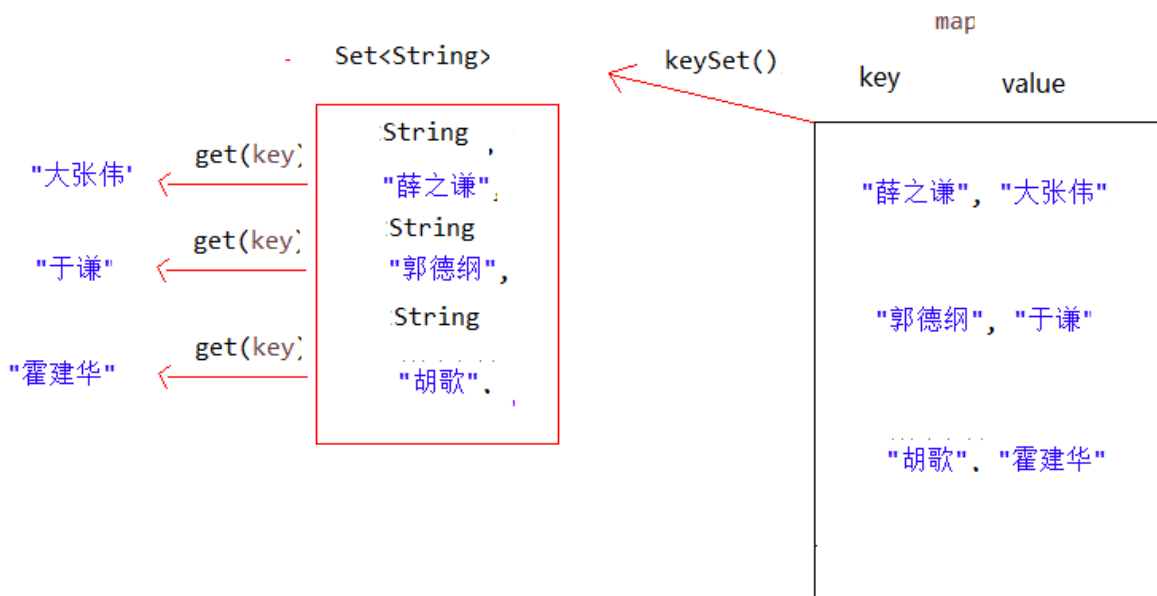 map
Set<String>
keySet()
key value
String ,
get(key)
"大张伟'
"薛之谦",
"薛之谦", "大张伟"
String
get(key)
"于谦"
"郭德纲",
"郭德纲", "于谦"
String
get(key)
"霍建华"
"胡歌".
"胡歌". "霍建华"